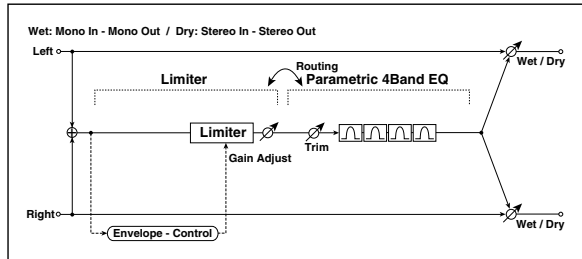 Wet: Mono In - Mono Out / Dry: Stereo In - Stereo Out
Left
Wet / Dry
Routing
Limiter
Parametric 4Band EQ
Limiter
Gain Adjust
Trim
Right
Envelope - Control
Wet / Dry